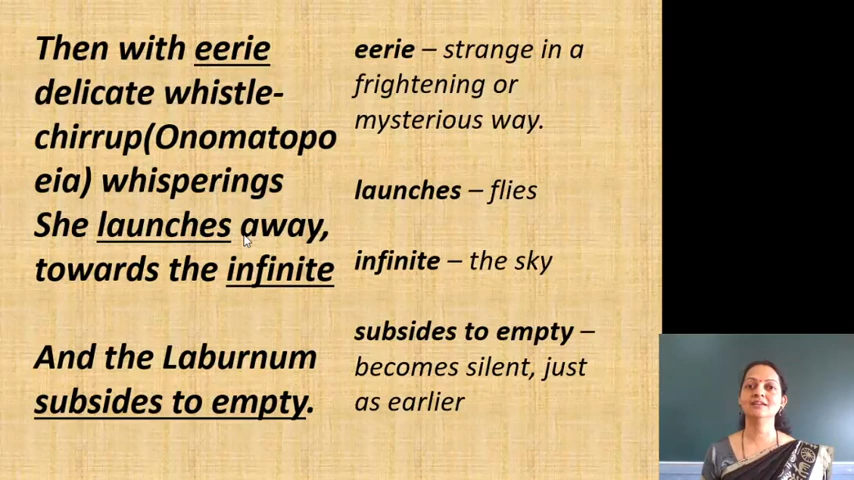 Then with eerie
delicate whistle-
chirrup(Onomatopo
eia) whisperings
She launches away,
towards the infinite
And the Laburnum
subsides to empty.
eerie – strange in a
frightening or
mysterious way.
launches – flies
infinite – the sky
subsides to empty –
becomes silent, just
as earlier